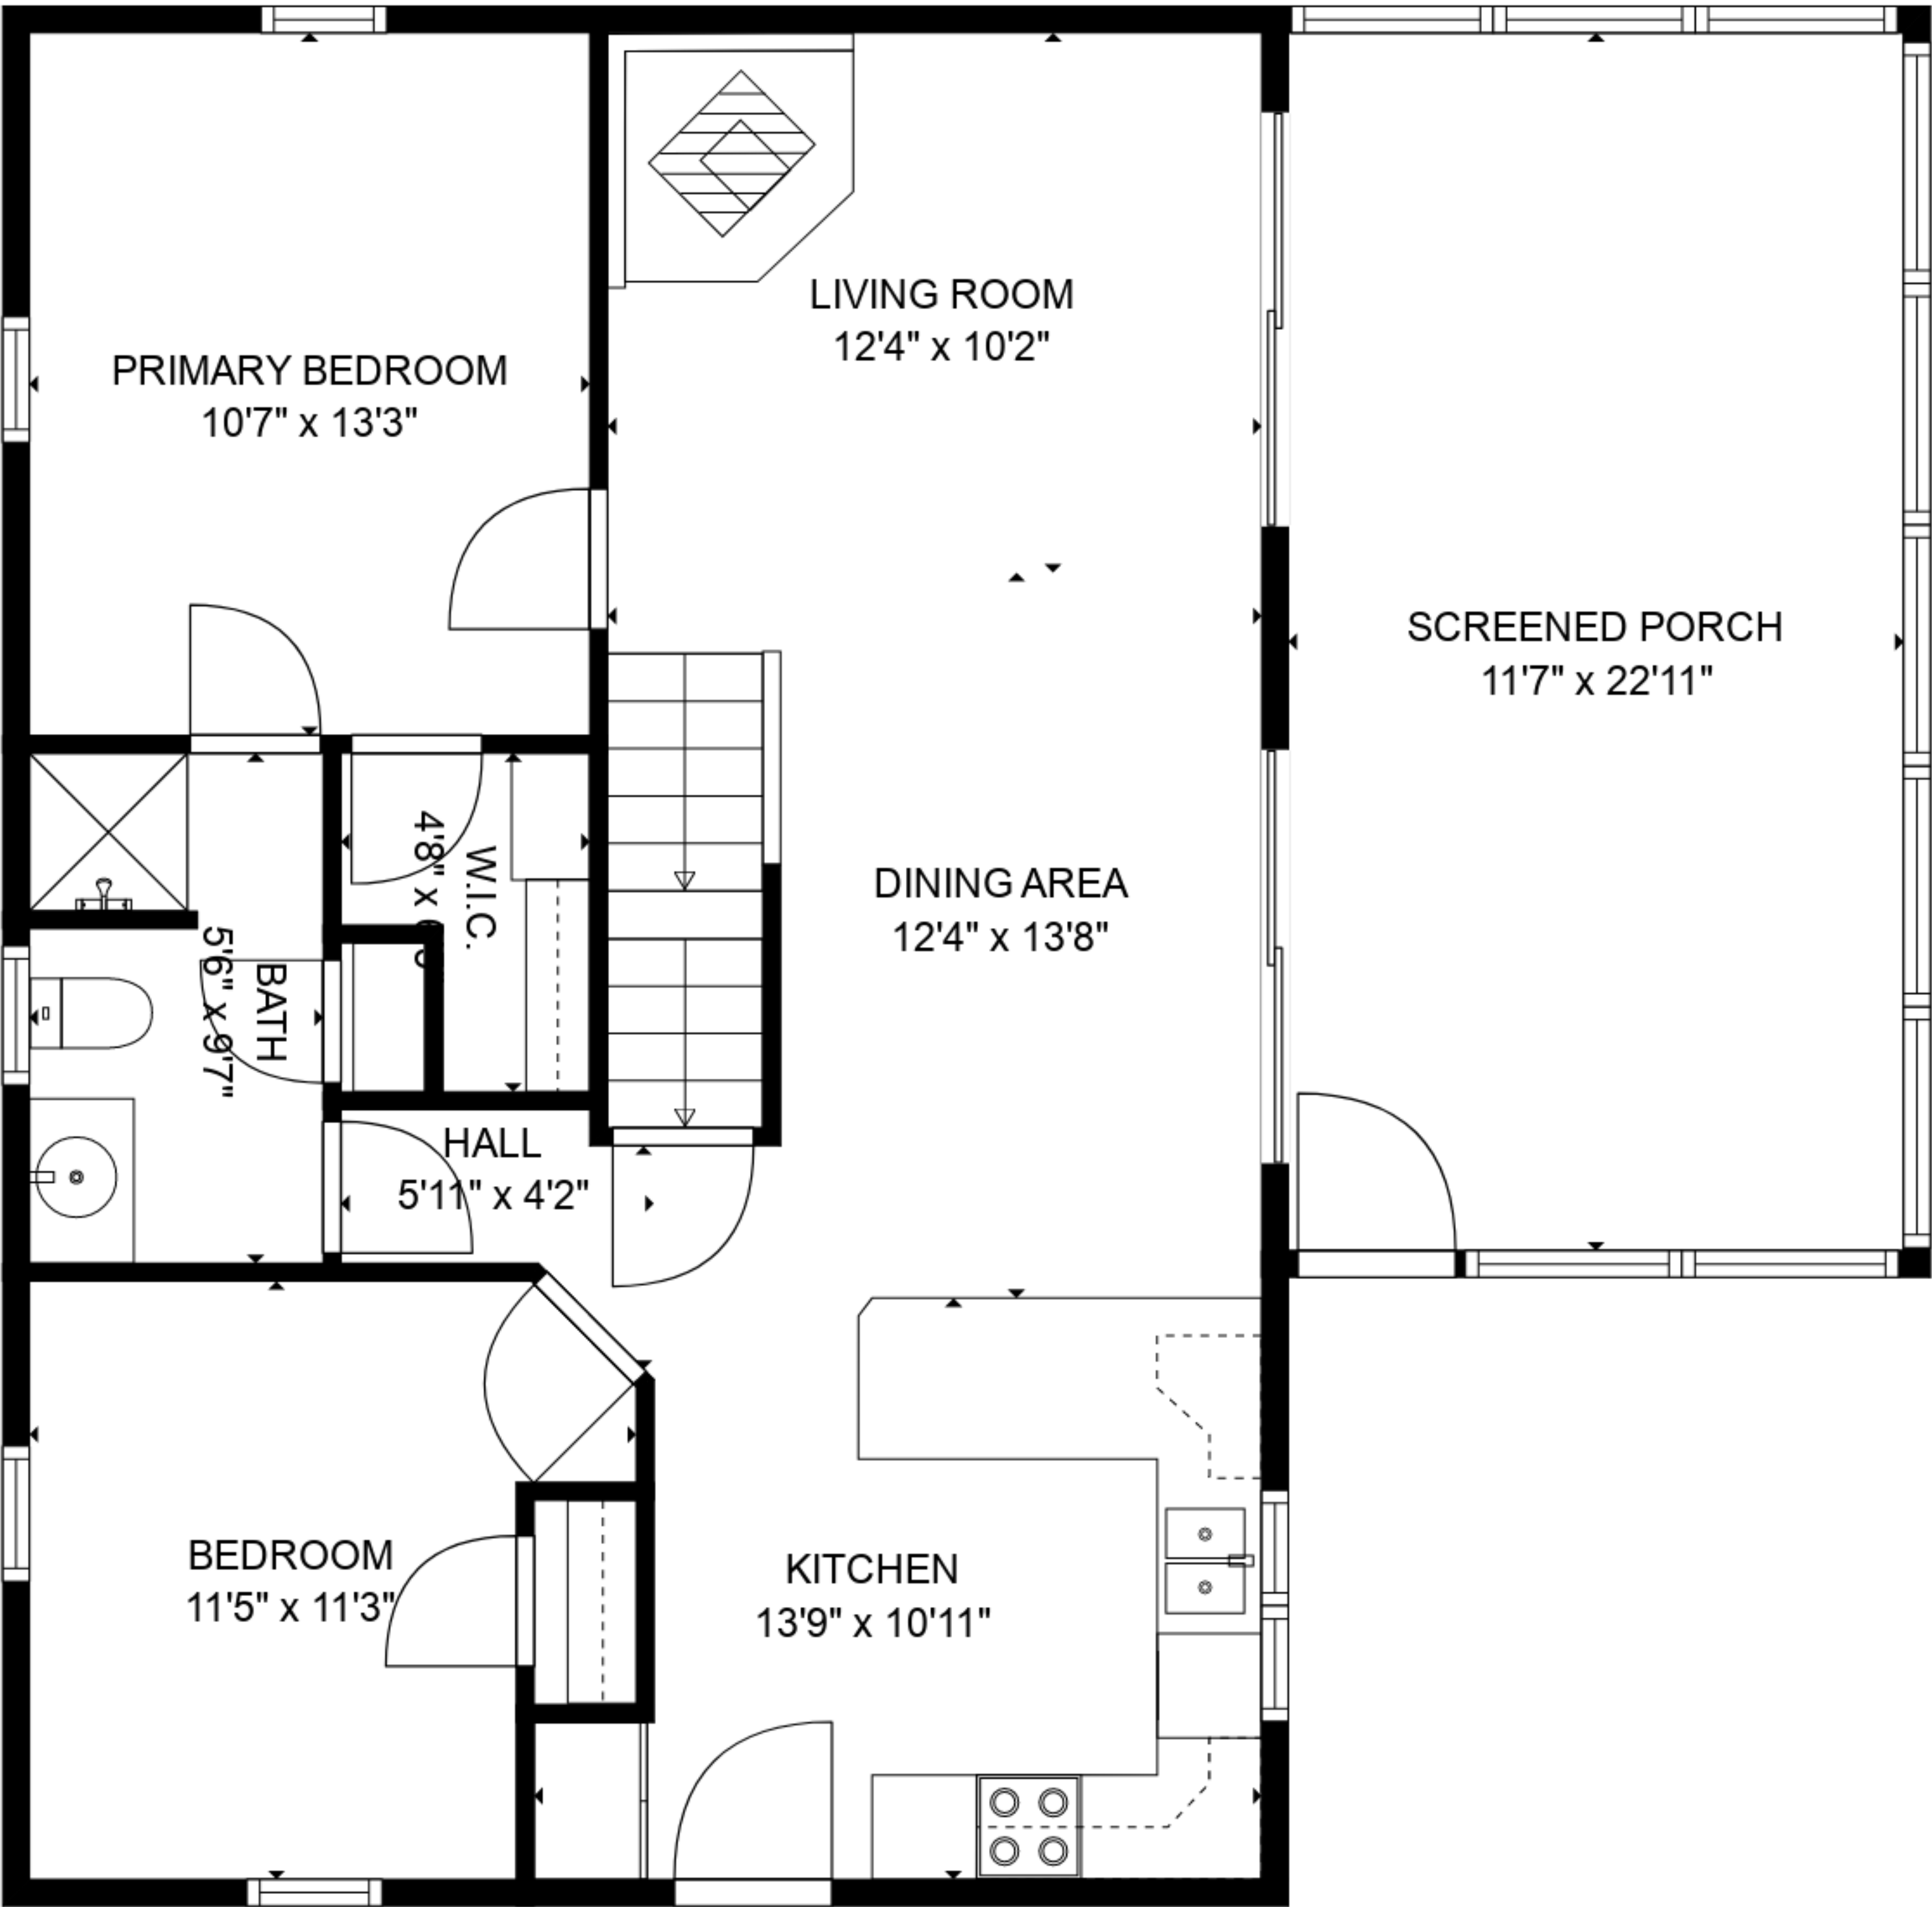 LIVING ROOM
12'4" x 10'2"
PRIMARY BEDROOM
10'7" x 13'3"
SCREENED PORCH
11'7" x 22'11"
W.I.C.
4'8" x
DINING AREA
12'4" x 13'8"
BATH
5'6" x 9'7"
HALL
5'11" x 4'2"
BEDROOM
11'5" x 11'3"
KITCHEN
13'9" x 10'11"